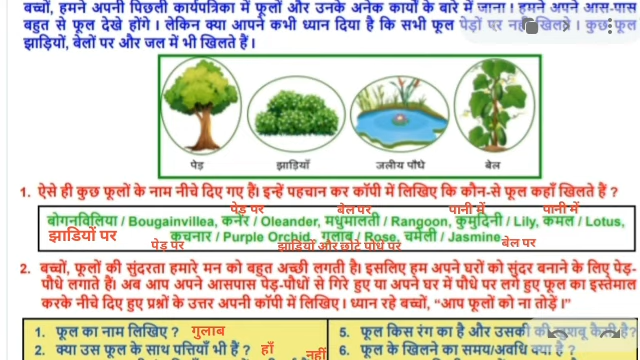 बच्चों, हमने अपनी पिछली कार्यपत्रिका में फूलों और उनके अनेक कार्यों के बारे में जाना। हमने अपने आस-पास
बहुत से फूल देखे होंगे । लेकिन क्या आपने कभी ध्यान दिया है कि सभी फूल पेड़ों पर नहीं खिलते । कुछ फूल
झाड़ियों, बेलों पर और जल में भी खिलते हैं ।
पेड़ झाड़ियाँ जलीय पौधे बेल
1. ऐसे ही कुछ फूलों के नाम नीचे दिए गए हैं। इन्हें पहचान कर कॉपी में लिखिए कि कौन-से फूल कहाँ खिलते हैं ?
पेड़ पर बेल पर पानी में पानी में
बोगनविलिया / Bougainvillea, कनेर / Oleander, मधुमालती / Rangoon, कुमुदिनी / Lily, कमल / Lotus,
झाड़ियों पर कचनार / Purple Orchid, गुलाब / Rose, चमेली / Jasmine
पेड़ पर झाड़ियों और छोटे पौधे पर बेल पर
2. बच्चों, फूलों की सुंदरता हमारे मन को बहुत अच्छी लगती है। इसलिए हम अपने घरों को सुंदर बनाने के लिए पेड़-
पौधे लगाते हैं। अब आप अपने आसपास पेड़-पौधों से गिरे हुए या अपने घर में पौधे पर लगे हुए फूल का इस्तेमाल
करके नीचे दिए हुए प्रश्नों के उत्तर अपनी कॉपी में लिखिए । ध्यान रहे बच्चों, "आप फूलों को ना तोड़ें ।"
1. फूल का नाम लिखिए ? गुलाब
2. क्या उस फूल के साथ पत्तियाँ भी हैं ? हाँ
नहीं
5. फूल किस रंग का है और उसकी खुशबू कैसी है?
6. फूल के खिलने का समय/अवधि क्या है ?